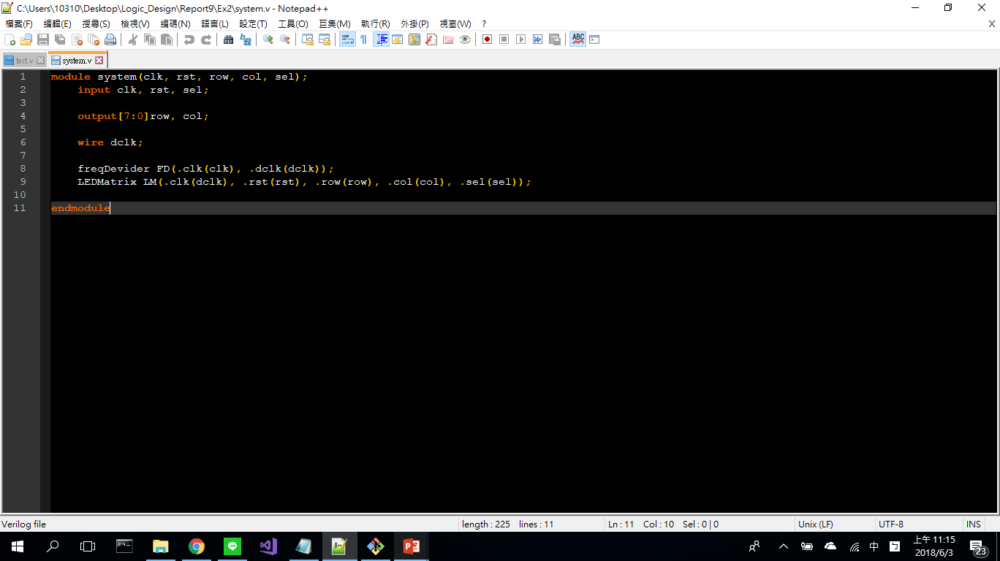 C:\Users\10310\Desktop\Logic_Design\Report9\Ex2\system.v - Notepad++
檔案(F) 編輯(E) 搜尋(S) 檢視(V) 編碼(N) 語言(L) 設定(T) 工具(O) 巨集(M) 執行(R) 外掛(P) 視窗(W) ? X
test.v system.v
1 module system(clk, rst, row, col, sel);
2 input clk, rst, sel;
3
4 output[7:0]row, col;
5
6 wire dclk;
7
8 freqDevider FD(.clk(clk), .dclk(dclk));
9 LEDMatrix LM(.clk(dclk), .rst(rst), .row(row), .col(col), .sel(sel));
10
11 endmodule
Verilog file length : 225 lines : 11 Ln : 11 Col : 10 Sel : 0 | 0 Unix (LF) UTF-8 INS
中 上午 11:15
2018/6/3 23